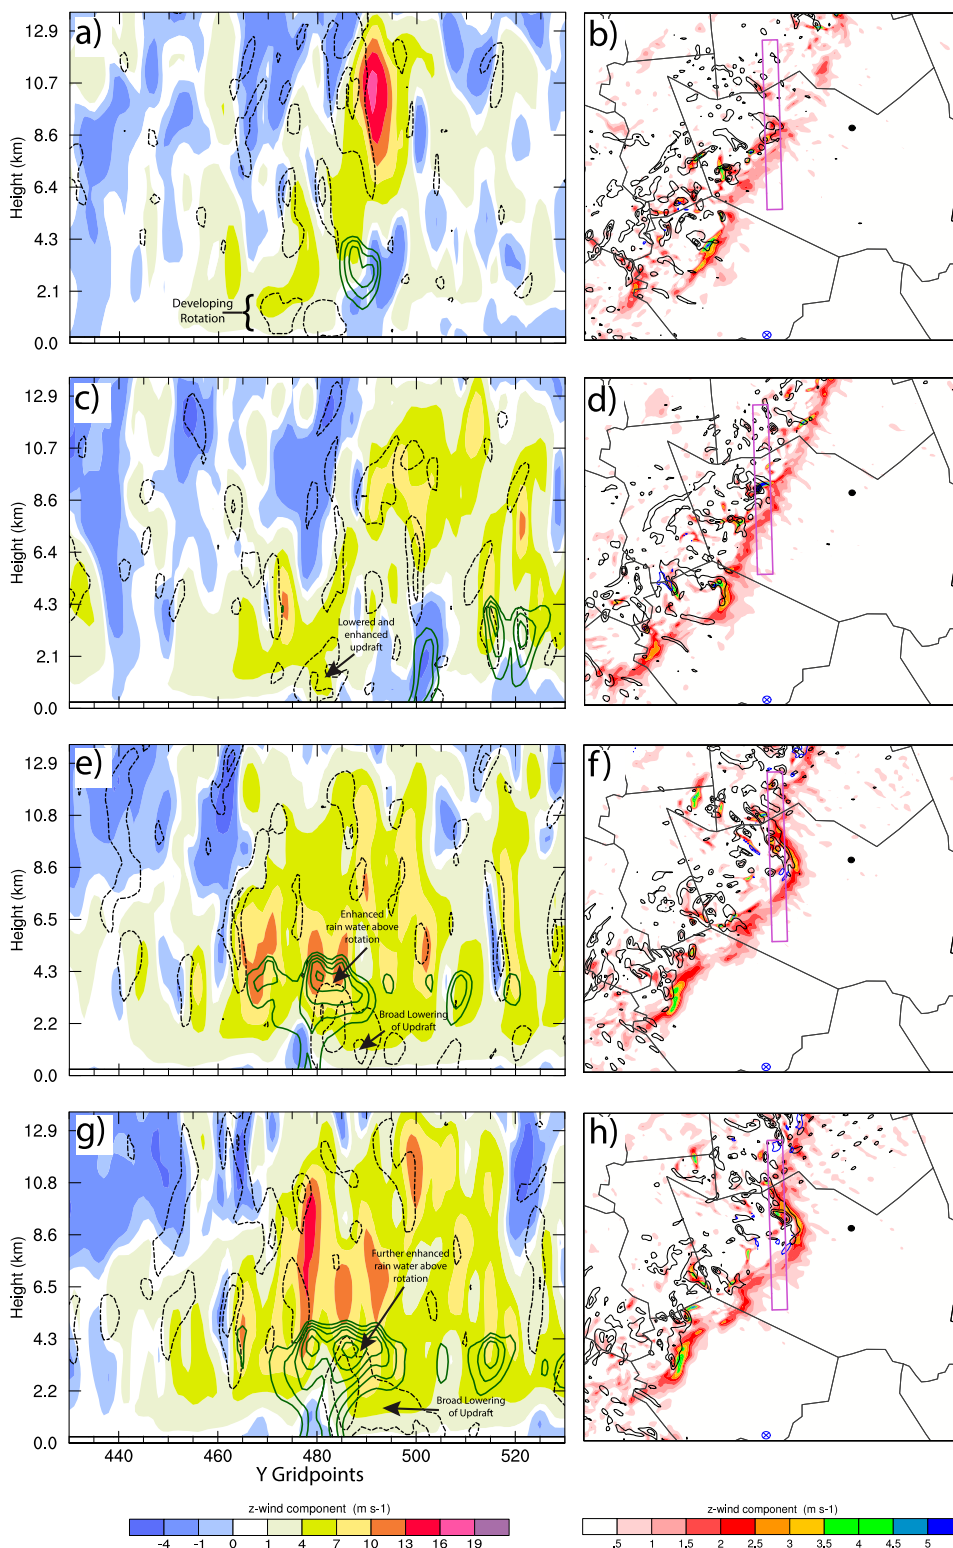 a)
12.9
10.7
8.6
6.4
4.3
2.1
0.0
Height (km)
Developing
Rotation
b)
c)
12.9
10.7
8.6
6.4
4.3
2.1
0.0
Height (km)
Lowered and
enhanced
updraft
d)
e)
12.9
10.8
8.6
6.5
4.3
2.2
0.0
Height (km)
Enhanced
rain water above
rotation
Broad Lowering
of Updraft
f)
g)
12.9
10.8
8.6
6.5
4.3
2.2
0.0
Height (km)
Further enhanced
rain water above
rotation
Broad Lowering
of Updraft
h)
440 460 480 500 520
Y Gridpoints
z-wind component (m s-1)
-4 -1 0 1 4 7 10 13 16 19
z-wind component (m s-1)
.5 1 1.5 2 2.5 3 3.5 4 4.5 5